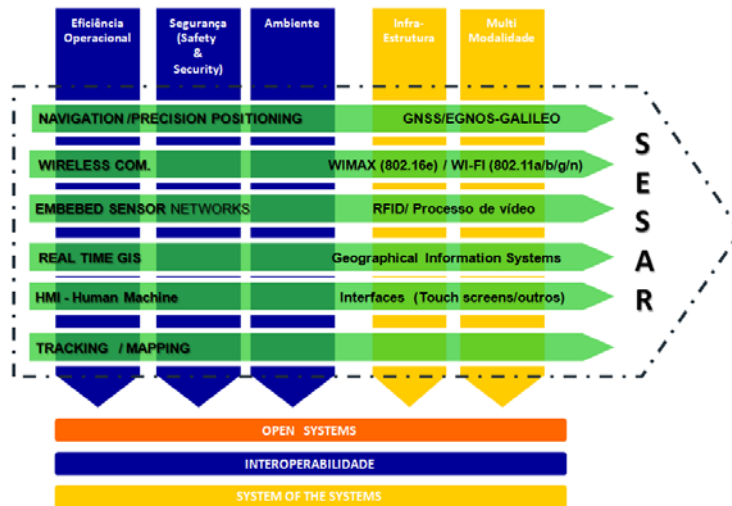 Eficiência
Operacional
Segurança
(Safety
&
Security)
Ambiente
Infra-
Estrutura
Multi
Modalidade
NAVIGATION /PRECISION POSITIONING
GNSS/EGNOS-GALILEO
WIRELESS COM.
WIMAX (802.16e) / WI-FI (802.11a/b/g/n)
EMBEBED SENSOR NETWORKS
RFID/ Processo de vídeo
REAL TIME GIS
Geographical Information Systems
HMI - Human Machine
Interfaces (Touch screens/outros)
TRACKING / MAPPING
S
E
S
A
R
OPEN SYSTEMS
INTEROPERABILIDADE
SYSTEM OF THE SYSTEMS